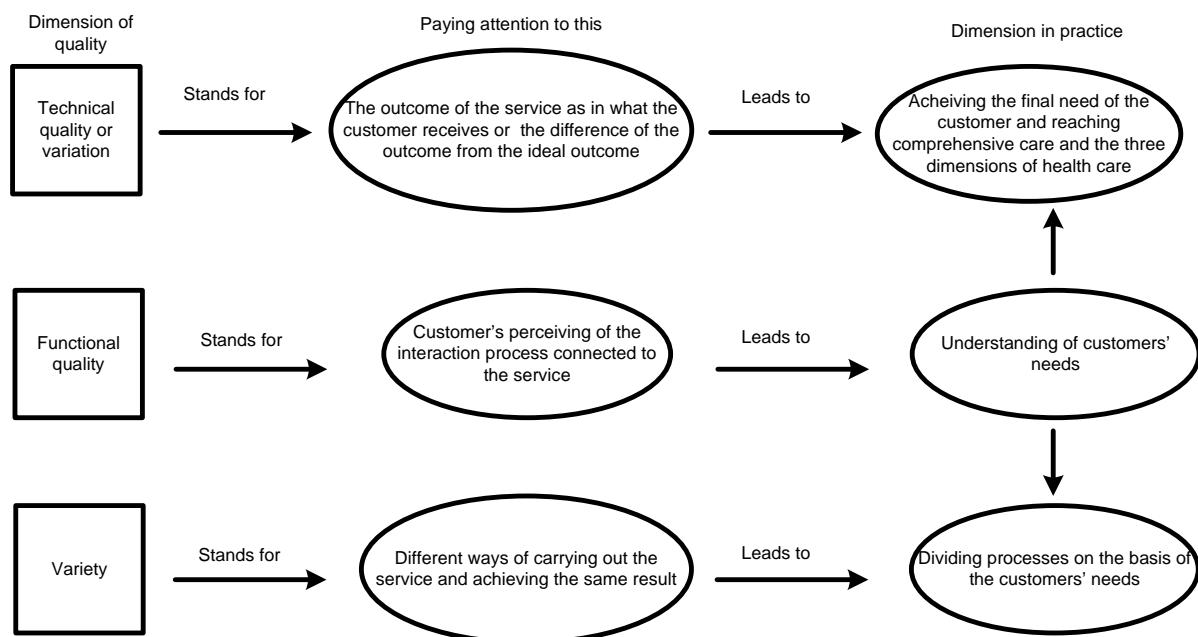 Dimension of
quality
Paying attention to this
Dimension in practice
Technical
quality or
variation
Stands for
The outcome of the service as in what the
customer receives or the difference of the
outcome from the ideal outcome
Leads to
Acheiving the final need of the
customer and reaching
comprehensive care and the three
dimensions of health care
Functional
quality
Stands for
Customer's perceiving of the
interaction process connected to
the service
Leads to
Understanding of customers'
needs
Variety
Stands for
Different ways of carrying out the
service and achieving the same result
Leads to
Dividing processes on the basis of
the customers' needs